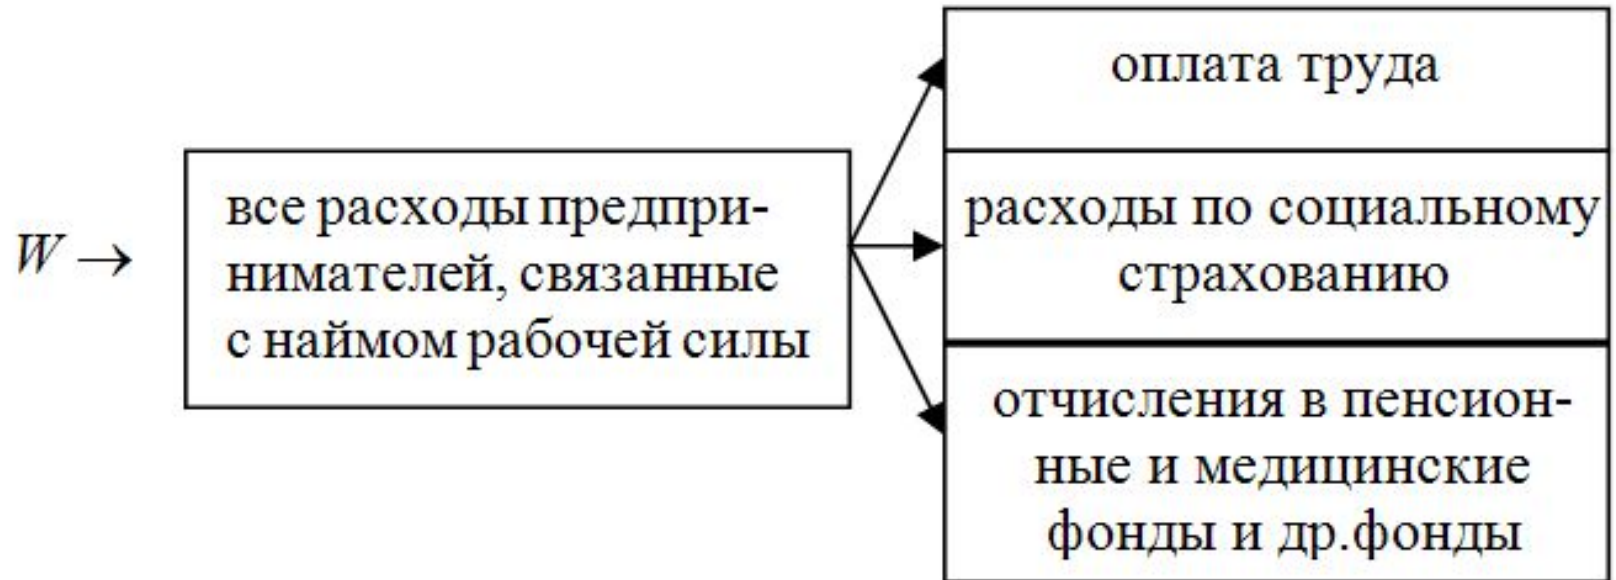 W →
все расходы предпри-
нимателей, связанные
с наймом рабочей силы
оплата труда
расходы по социальному
страхованию
отчисления в пенсион-
ные и медицинские
фонды и др.фонды